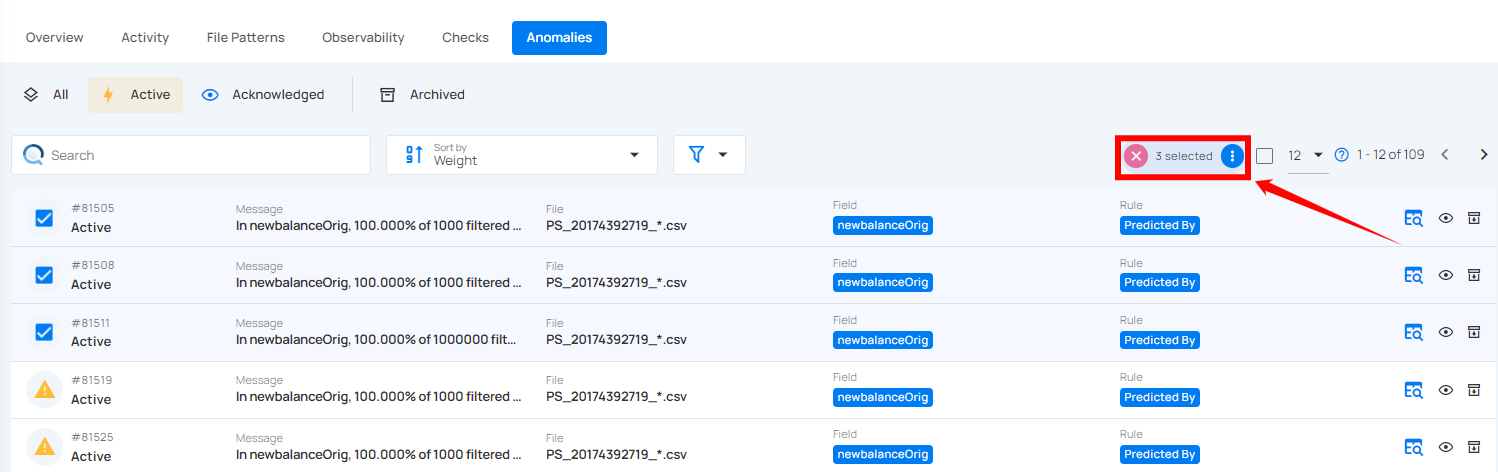 Overview Activity File Patterns Observability Checks Anomalies
All Active Acknowledged Archived
Search Sort by Weight 3 selected 12 1 - 12 of 109
#81505 Message File Field Rule
Active In newbalanceOrig, 100.000% of 1000 filtered ... PS_20174392719_*.csv newbalanceOrig Predicted By
#81508 Message File Field Rule
Active In newbalanceOrig, 100.000% of 1000 filtered ... PS_20174392719_*.csv newbalanceOrig Predicted By
#81511 Message File Field Rule
Active In newbalanceOrig, 100.000% of 1000000 filt... PS_20174392719_*.csv newbalanceOrig Predicted By
#81519 Message File Field Rule
Active In newbalanceOrig, 100.000% of 1000 filtered ... PS_20174392719_*.csv newbalanceOrig Predicted By
#81525 Message File Field Rule
Active In newbalanceOrig, 100.000% of 1000 filtered ... PS_20174392719_*.csv newbalanceOrig Predicted By